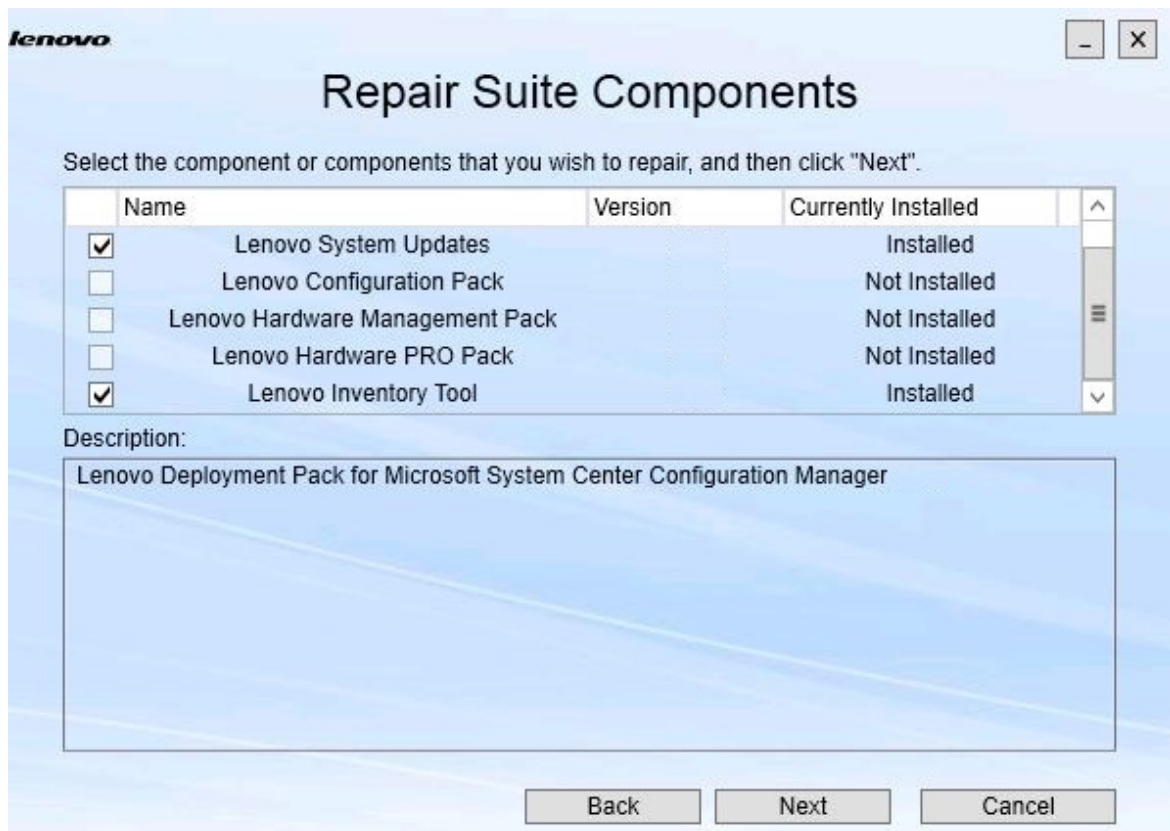 lenovo
Repair Suite Components
Select the component or components that you wish to repair, and then click "Next".
Name Version Currently Installed
Lenovo System Updates Installed
Lenovo Configuration Pack Not Installed
Lenovo Hardware Management Pack Not Installed
Lenovo Hardware PRO Pack Not Installed
Lenovo Inventory Tool Installed
Description:
Lenovo Deployment Pack for Microsoft System Center Configuration Manager
Back Next Cancel